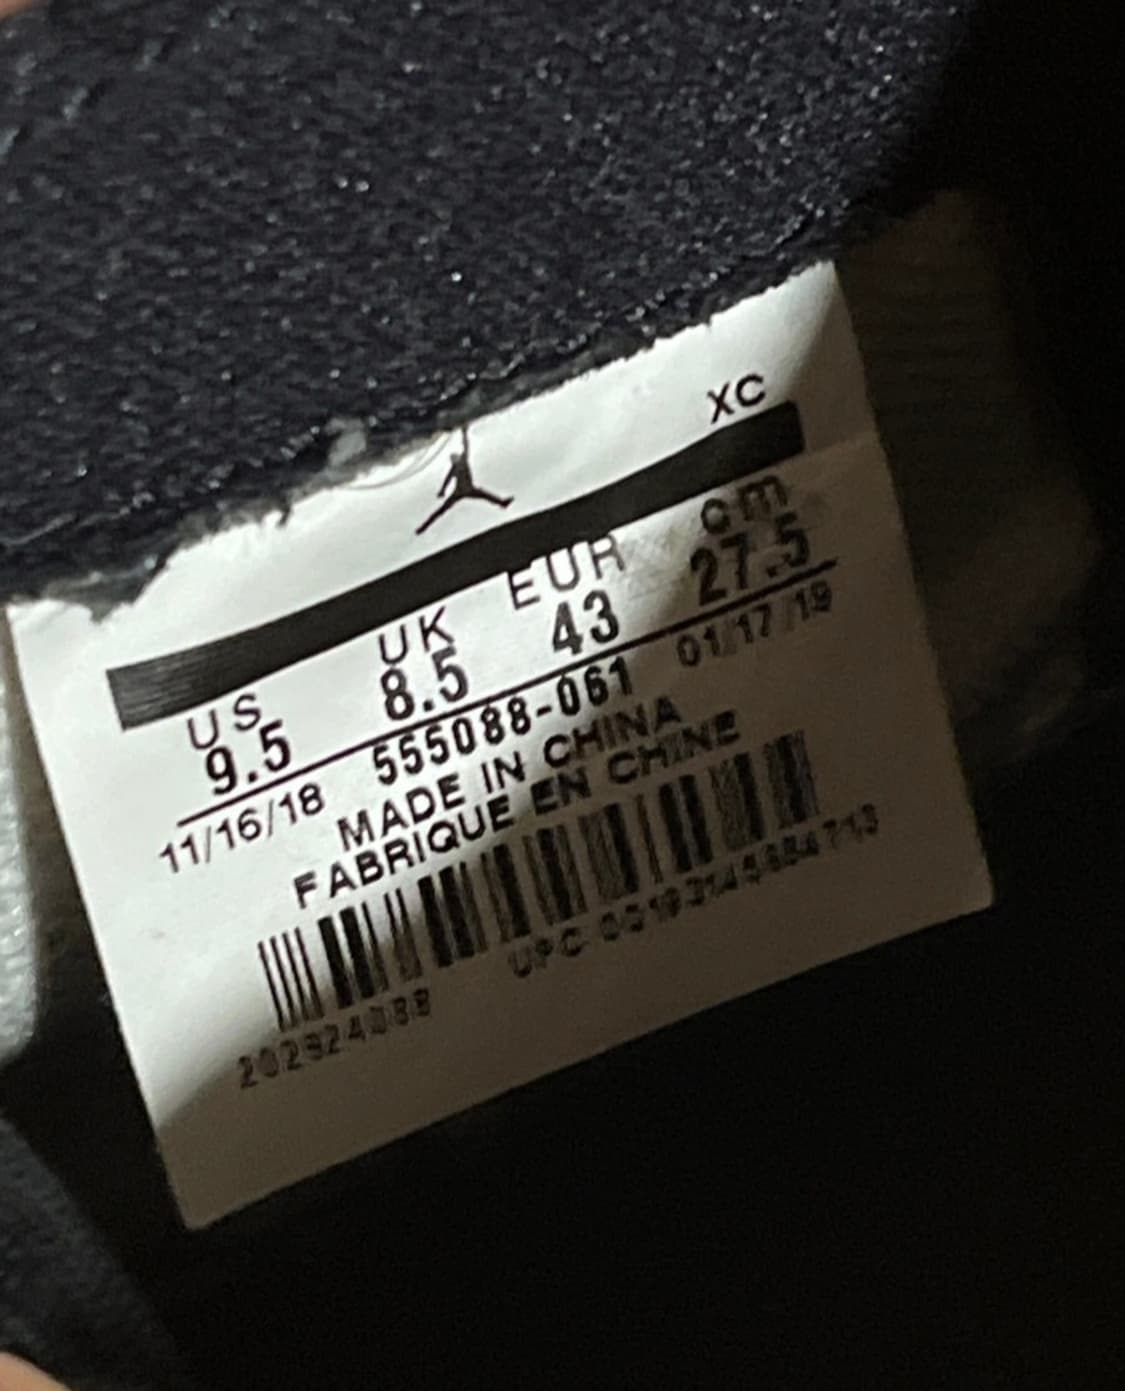 XC
US UK EUR cm
9.5 8.5 43 27.5
11/16/18 555088-061 01/17/19
MADE IN CHINA
FABRIQUE EN CHINE
UPC